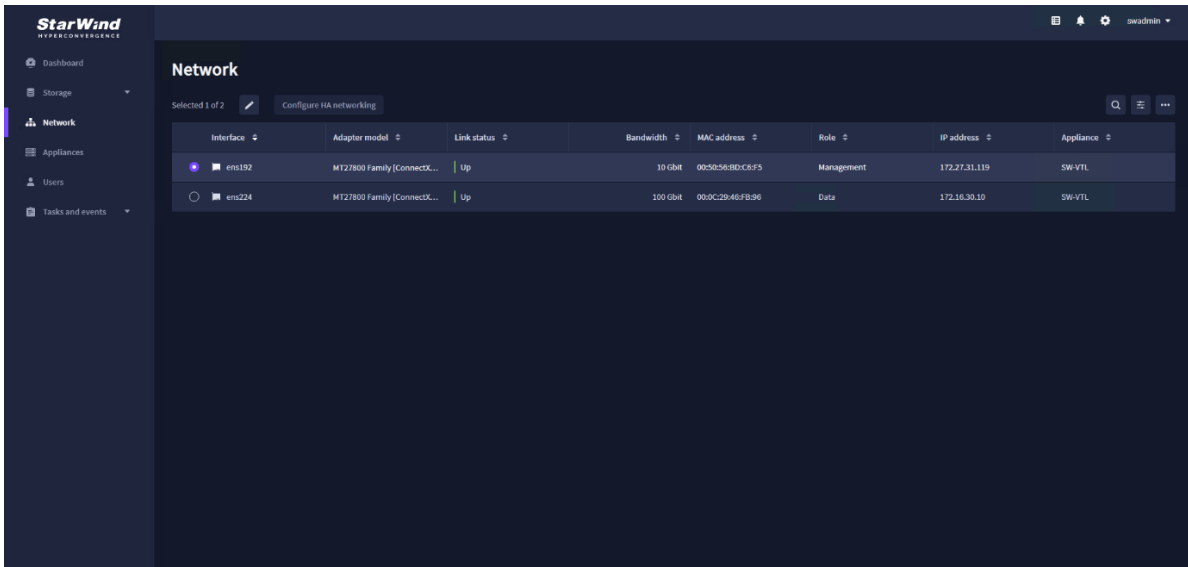 StarWind
HYPERCONVERGENCE
swadmin
Dashboard
Storage
Network
Appliances
Users
Tasks and events
Network
Selected 1 of 2 Configure HA networking
Interface Adapter model Link status Bandwidth MAC address Role IP address Appliance
ens192 MT27800 Family [ConnectX... Up 10 Gbit 00:50:56:BD:C6:F5 Management 172.27.31.119 SW-VTL
ens224 MT27800 Family [ConnectX... Up 100 Gbit 00:0C:29:46:FB:96 Data 172.16.30.10 SW-VTL